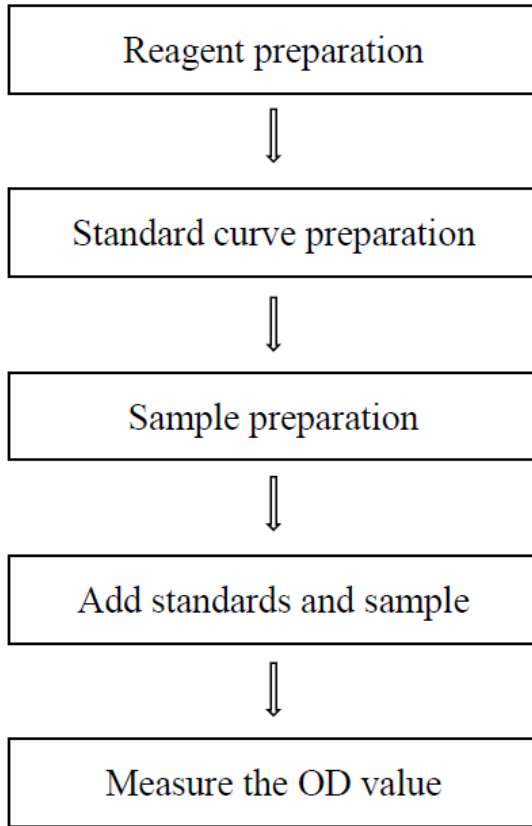 Reagent preparation
Standard curve preparation
Sample preparation
Add standards and sample
Measure the OD value